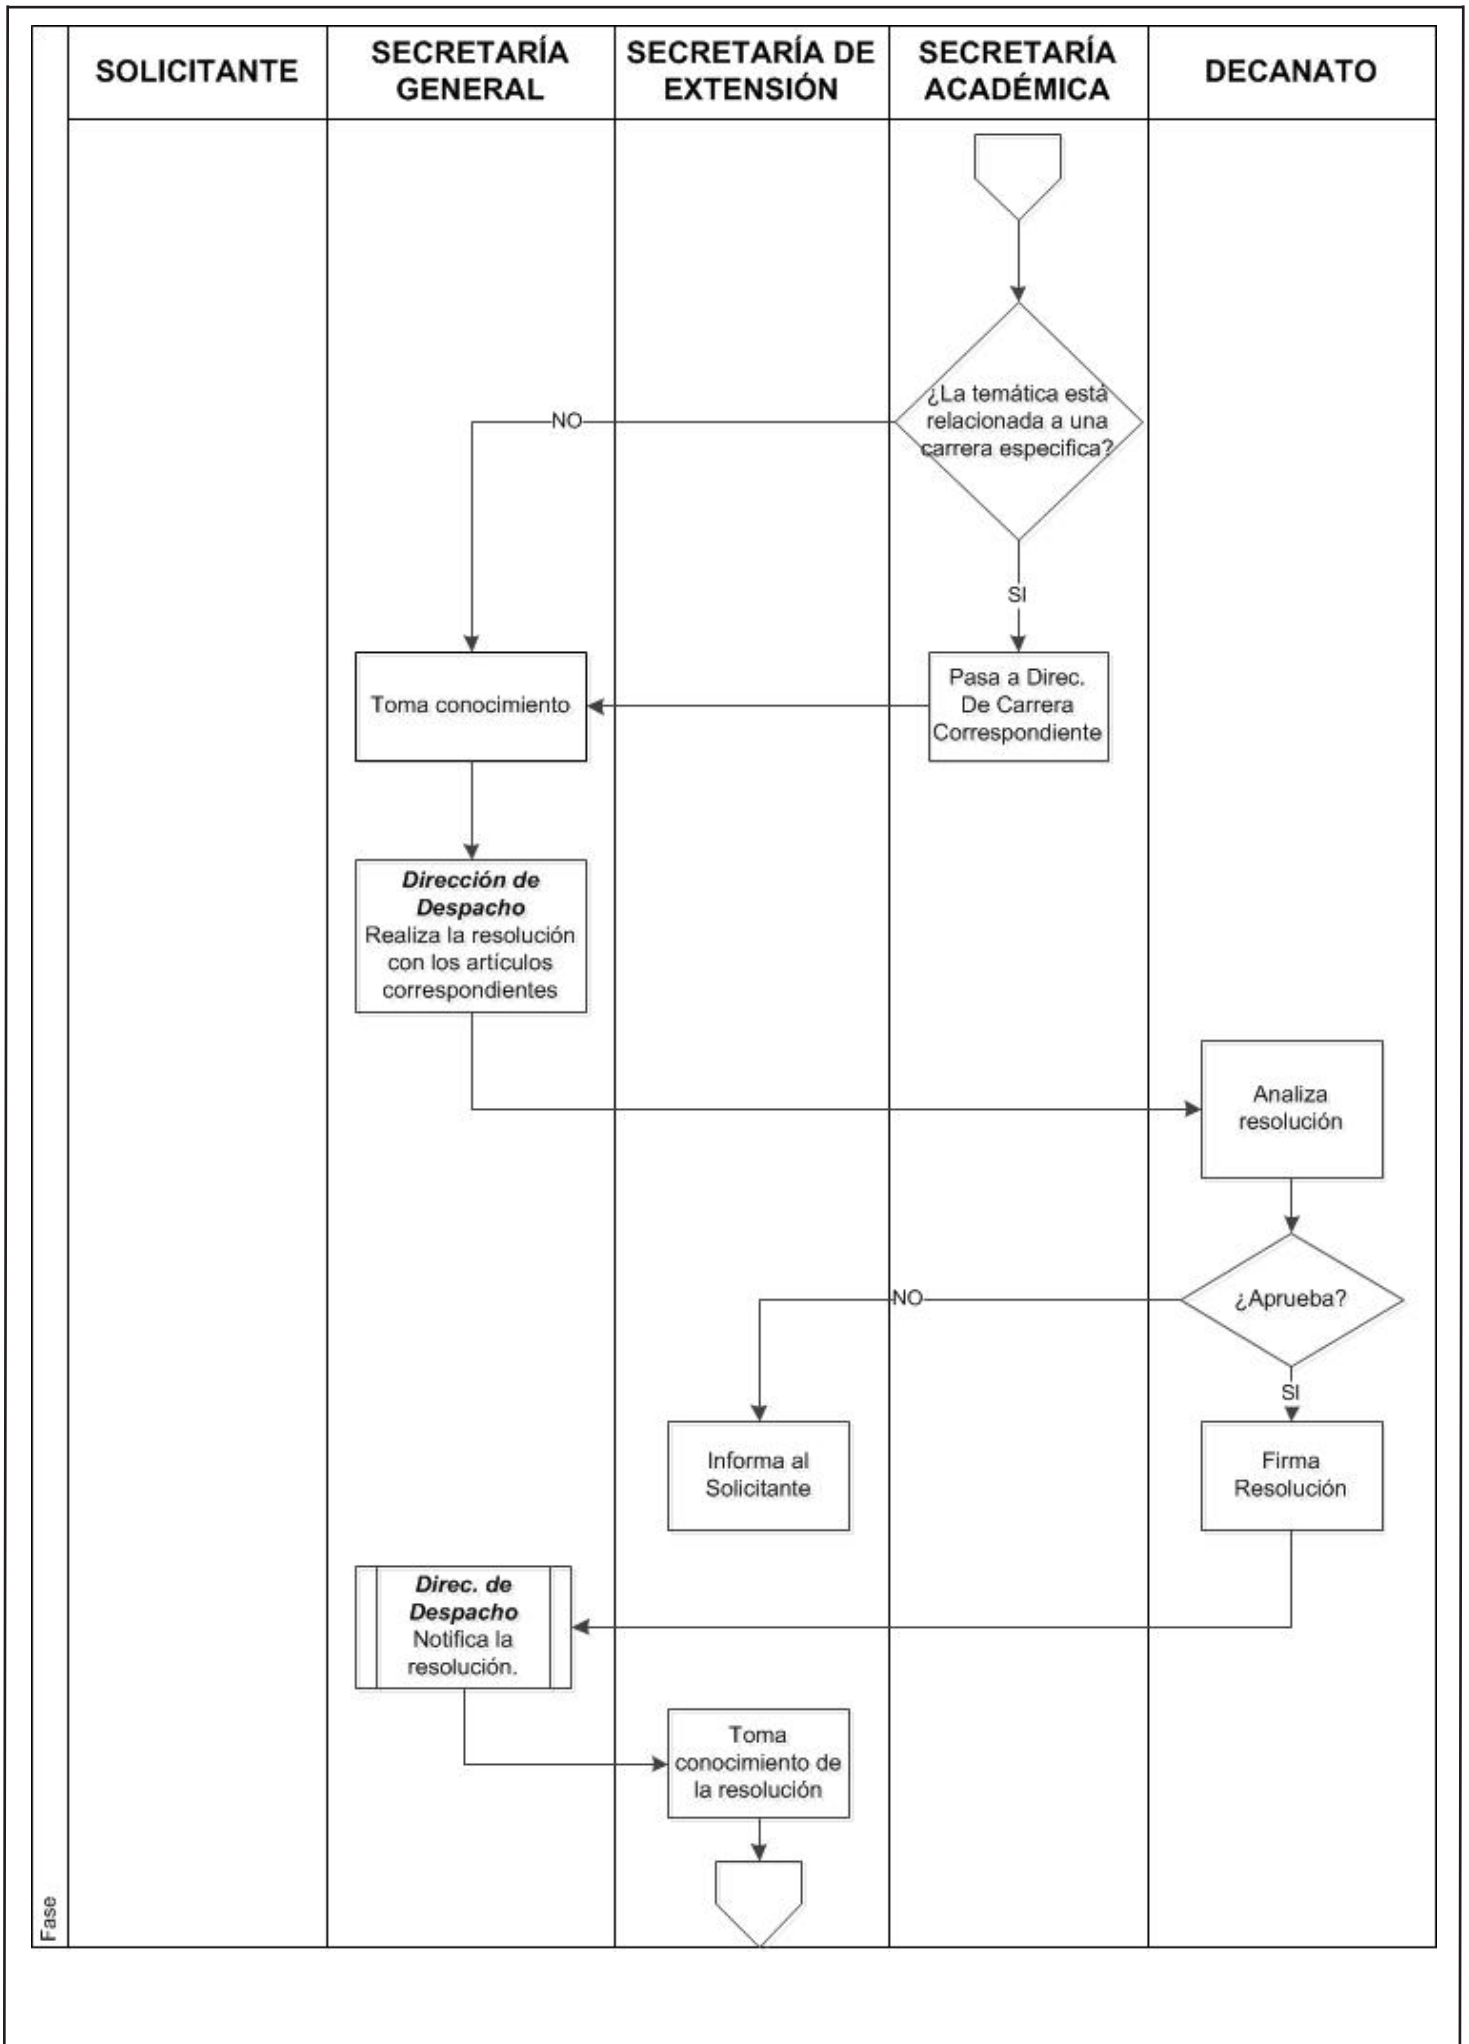 SOLICITANTE
SECRETARÍA
GENERAL
SECRETARÍA DE
EXTENSIÓN
SECRETARÍA
ACADÉMICA
DECANATO
¿La temática está
relacionada a una
carrera especifica?
NO
SI
Toma conocimiento
Pasa a Direc.
De Carrera
Correspondiente
Dirección de
Despacho
Realiza la resolución
con los artículos
correspondientes
Analiza
resolución
¿Aprueba?
NO
SI
Informa al
Solicitante
Firma
Resolución
Direc. de
Despacho
Notifica la
resolución.
Toma
conocimiento de
la resolución
Fase